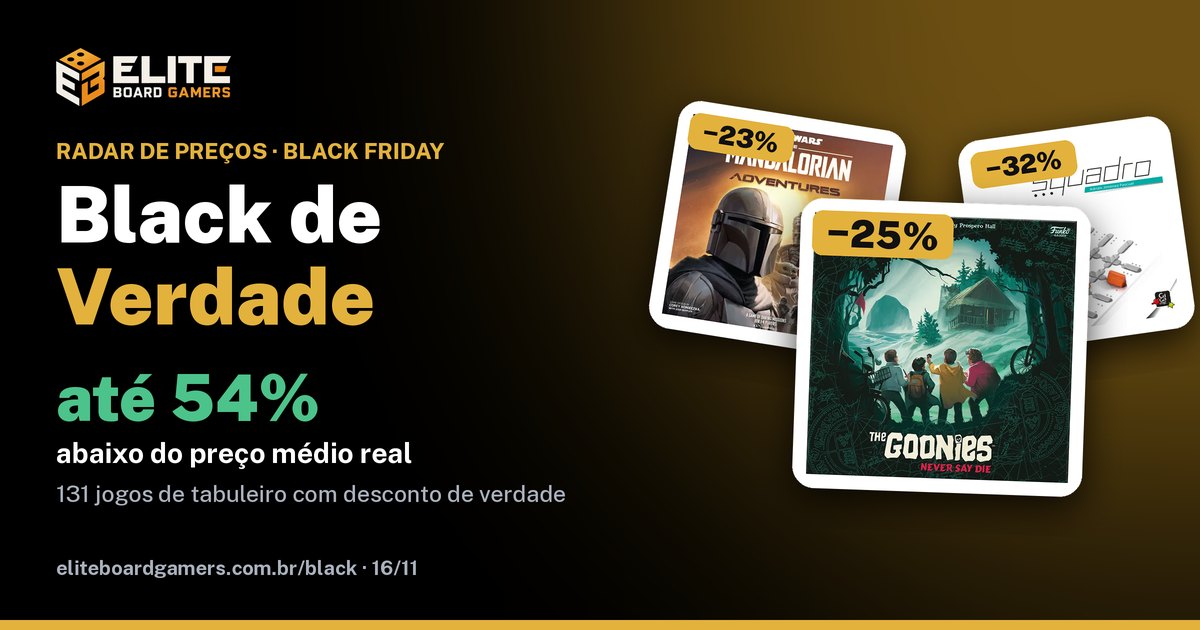 ELITE
BOARD GAMERS
RADAR DE PREÇOS · BLACK FRIDAY
Black de
Verdade
até 54%
abaixo do preço médio real
131 jogos de tabuleiro com desconto de verdade
eliteboardgamers.com.br/black · 16/11
−23%
WARS
MANDALORIAN
ADVENTURES
−32%
squadro
−25%
Prospero Hall
Funko
GAMES
THE GOONIES
NEVER SAY DIE